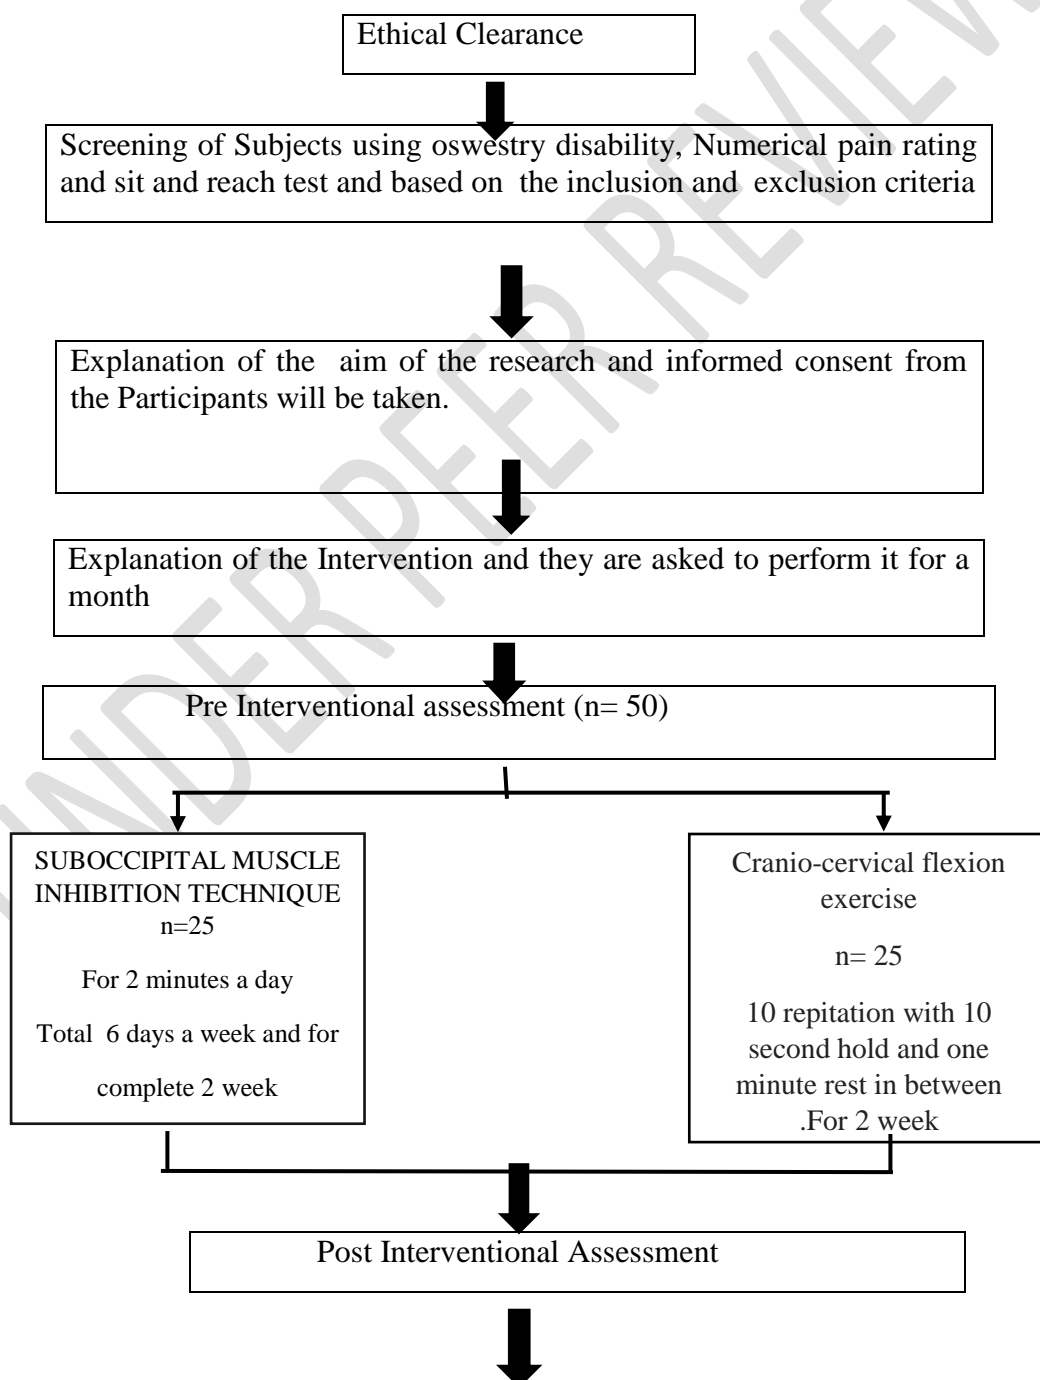 Ethical Clearance
Screening of Subjects using oswestry disability, Numerical pain rating
and sit and reach test and based on the inclusion and exclusion criteria
Explanation of the aim of the research and informed consent from
the Participants will be taken.
Explanation of the Intervention and they are asked to perform it for a
month
Pre Interventional assessment (n= 50)
SUBOCCIPITAL MUSCLE
INHIBITION TECHNIQUE
n=25
For 2 minutes a day
Total 6 days a week and for
complete 2 week
Cranio-cervical flexion
exercise
n= 25
10 repitation with 10
second hold and one
minute rest in between
.For 2 week
Post Interventional Assessment
UNDER PEER REVIEW